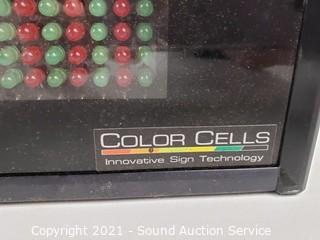 COLOR CELLS
Innovative Sign Technology
Copyright 2021 - Sound Auction Service